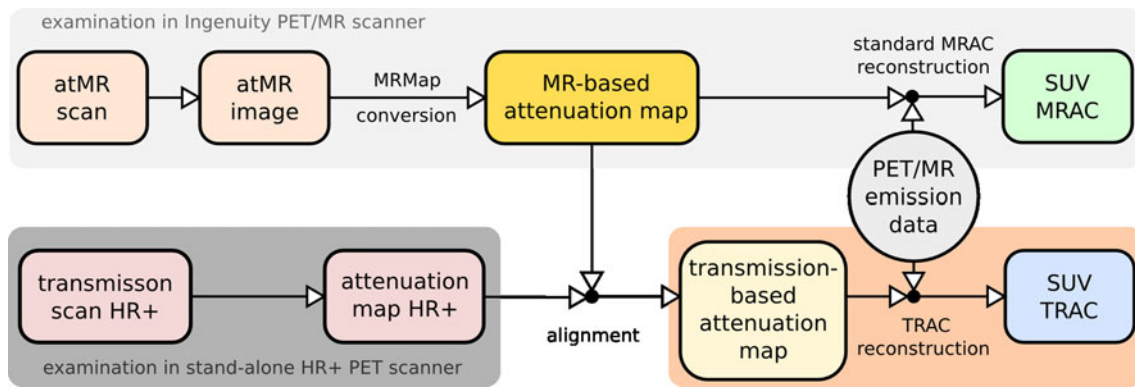 examination in Ingenuity PET/MR scanner
atMR
scan
atMR
image
MRMap
conversion
MR-based
attenuation map
standard MRAC
reconstruction
SUV
MRAC
PET/MR
emission
data
transmisson
scan HR+
attenuation
map HR+
alignment
transmission-
based
attenuation
map
TRAC
reconstruction
SUV
TRAC
examination in stand-alone HR+ PET scanner